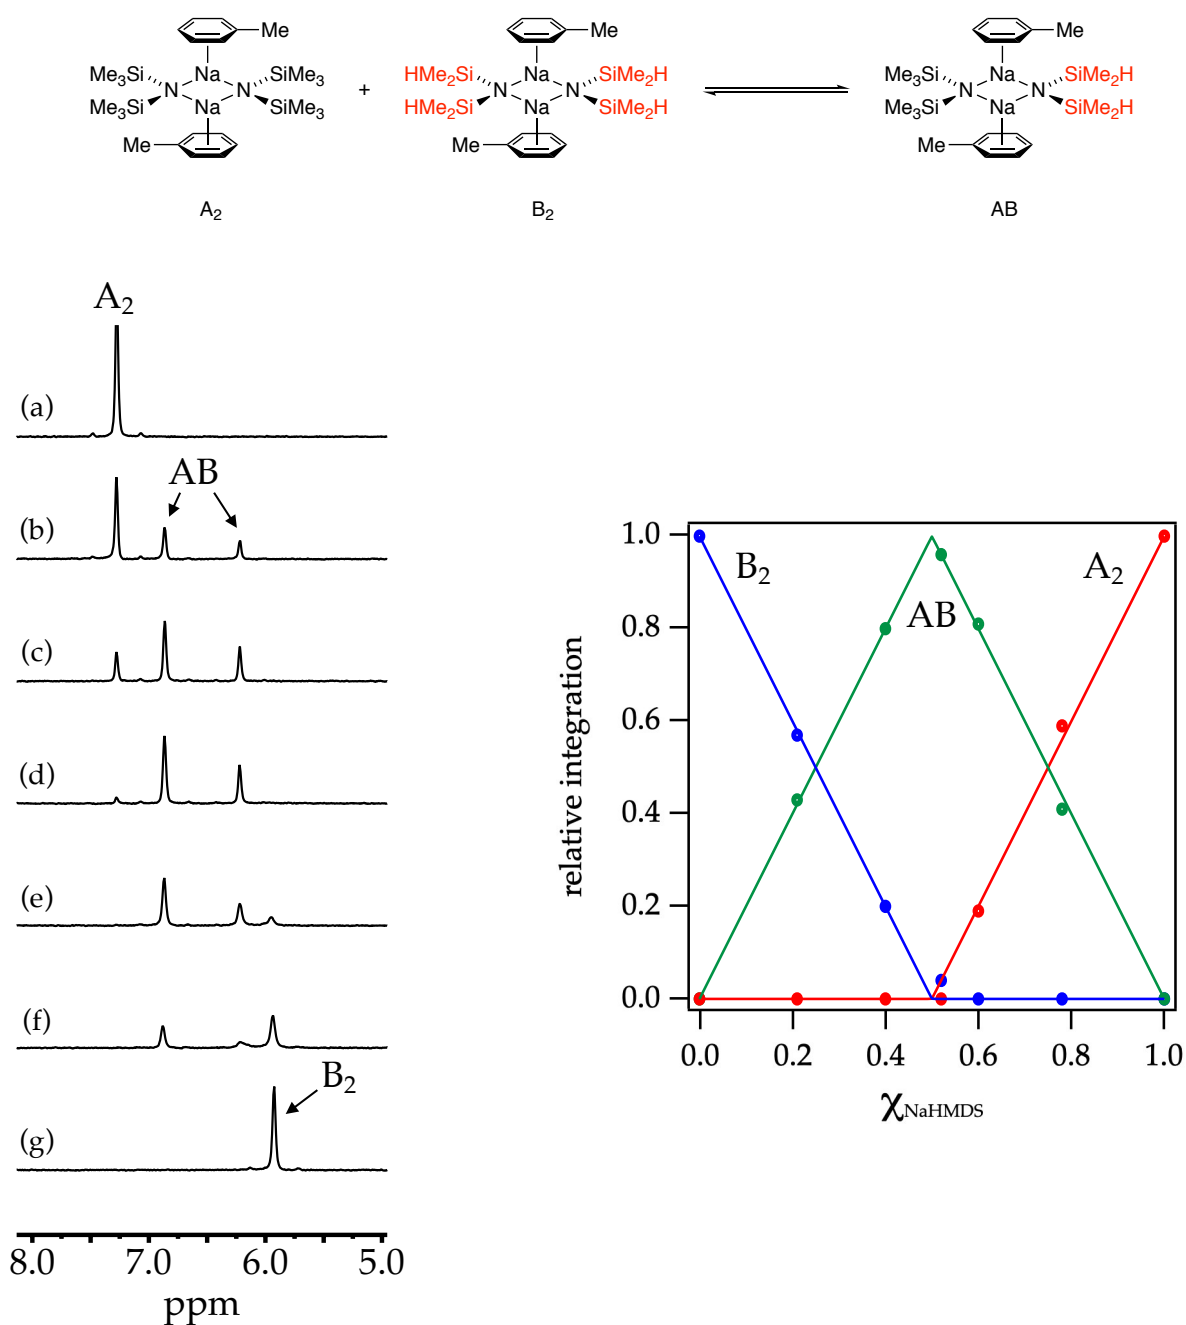 Me Me Me
Me₃Si Na SiMe₃ HMe₂Si Na SiMe₂H Me₃Si Na SiMe₂H
N N + N N N N
Me₃Si Na SiMe₃ HMe₂Si Na SiMe₂H Me₃Si Na SiMe₂H
Me Me Me
A₂ B₂ AB
A₂
(a)
AB
(b)
(c)
(d)
(e)
(f)
B₂
(g)
8.0 7.0 6.0 5.0
ppm
1.0
0.8
0.6
0.4
0.2
0.0
relative integration
B₂
AB
A₂
0.0 0.2 0.4 0.6 0.8 1.0
χNaHMDS